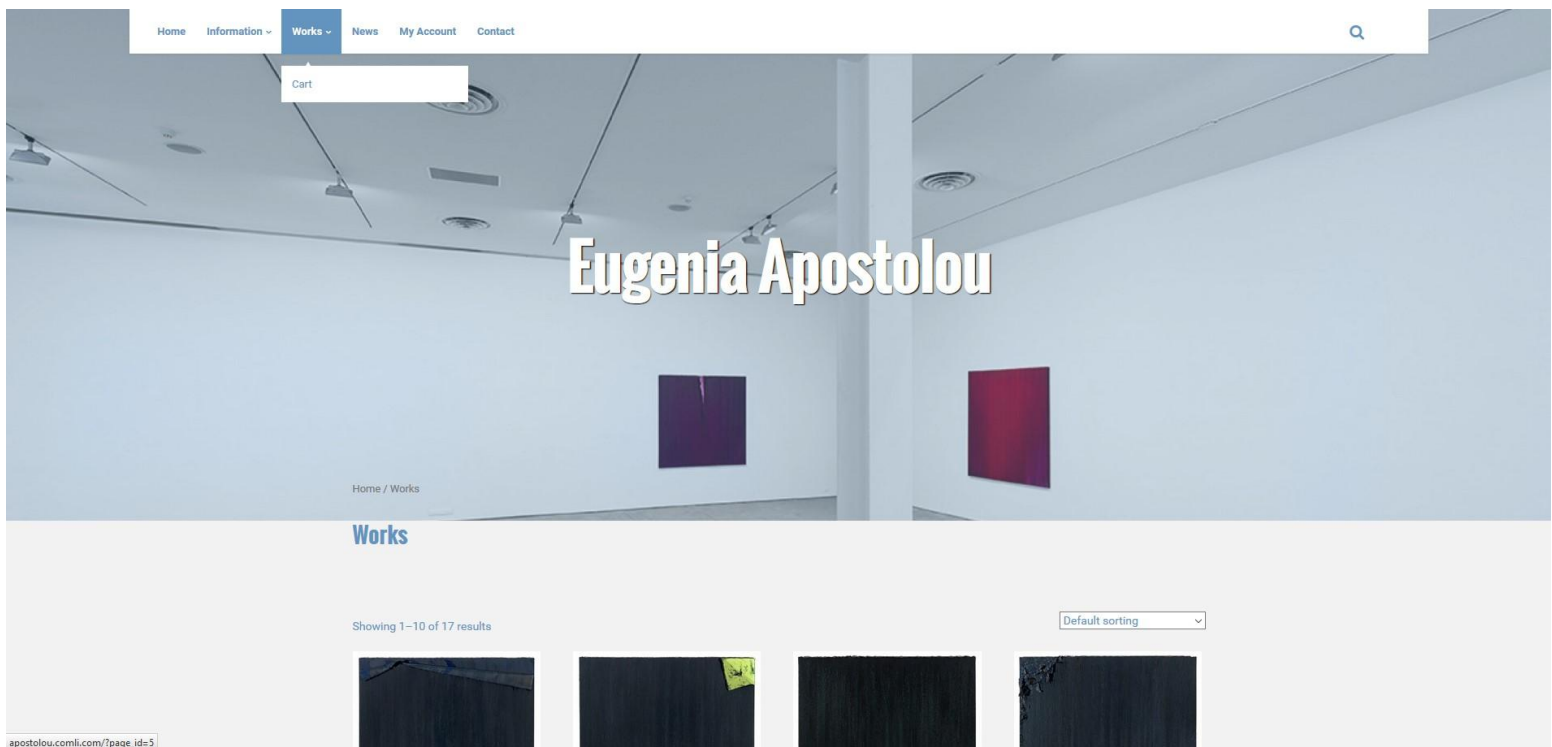 Home Information Works News My Account Contact
Cart
Eugenia Apostolou
Home / Works
Works
Showing 1–10 of 17 results
Default sorting
apostolou.comli.com/?page_id=5